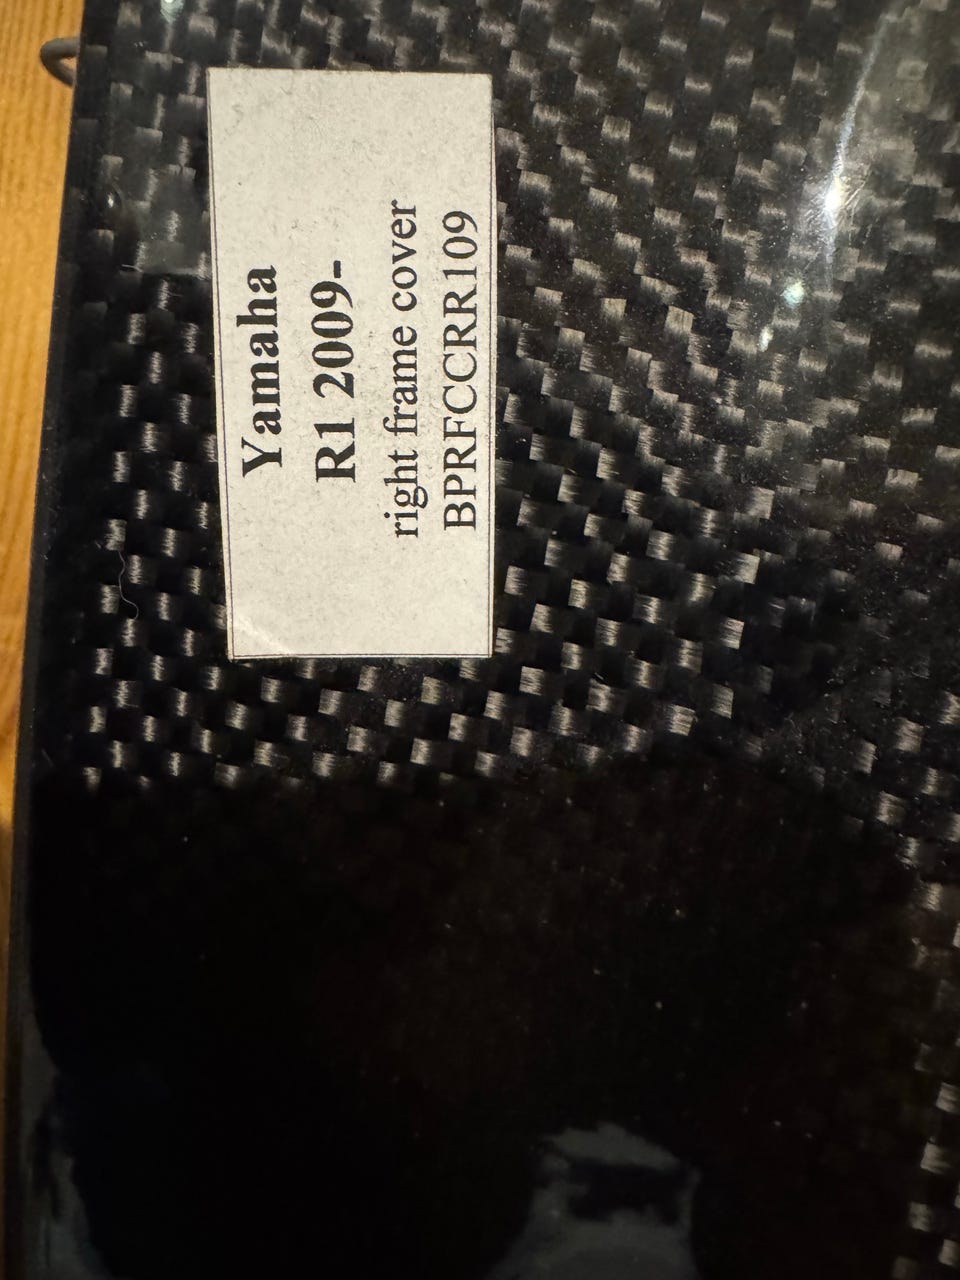 Yamaha
R1 2009-
right frame cover
BPRFCCRR109